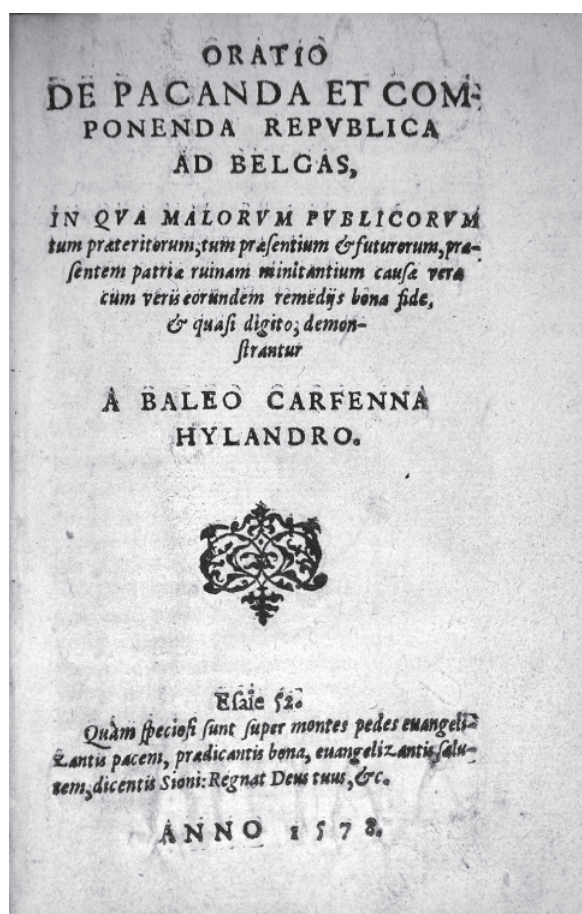 ORATIO
DE PACANDA ET COM-
PONENDA REPVBLICA
AD BELGAS,
IN QVA MALORVM PVBLICORVM
tum præteritorum, tum præsentium & futurorum, præ-
ſentem patriæ ruinam minitantium cauſæ veræ
cum veris eorundem remedijs bona fide,
& quaſi digito, demon-
ſtrantur
A BALEO CARFENNA
HYLANDRO.
Eſaie 52.
Quàm ſpecioſi ſunt ſuper montes pedes euangeli-
zantis pacem, prædicantis bona, euangelizantis ſalu-
tem, dicentis Sioni: Regnat Deus tuus, &c.
ANNO 1578.